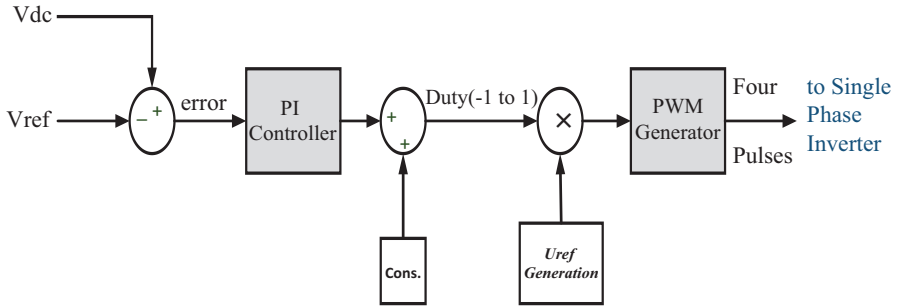 Vdc
Vref
− +
error
PI
Controller
+
+
Cons.
Duty(-1 to 1)
×
Uref
Generation
PWM
Generator
Four
Pulses
to Single
Phase
Inverter